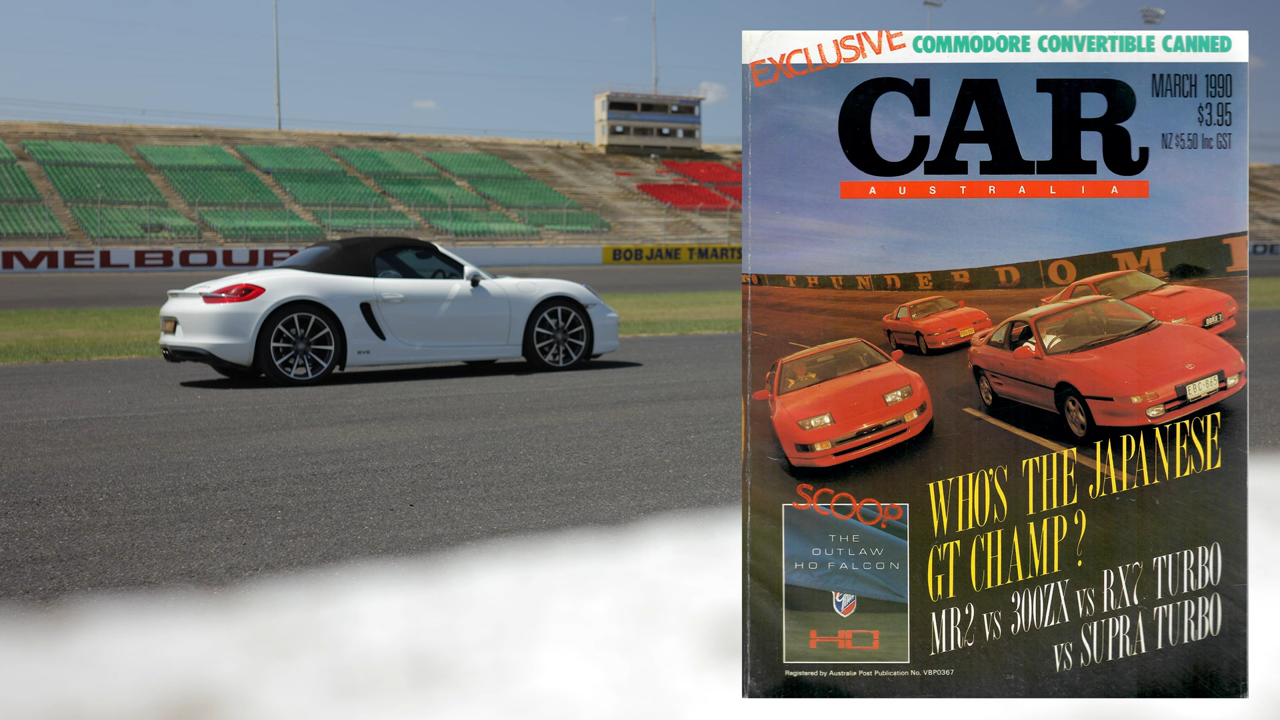 MELBOUR
BOB JANE T-MARTS
EXCLUSIVE
COMMODORE CONVERTIBLE CANNED
CAR
AUSTRALIA
MARCH 1990
$3.95
NZ $5.50 Inc GST
THUNDERDOM
WHO'S THE JAPANESE
GT CHAMP?
MR2 vs 300ZX vs RX7 TURBO
vs SUPRA TURBO
SCOOP
THE
OUTLAW
HO FALCON
HO
Registered by Australia Post Publication No. VBP0367